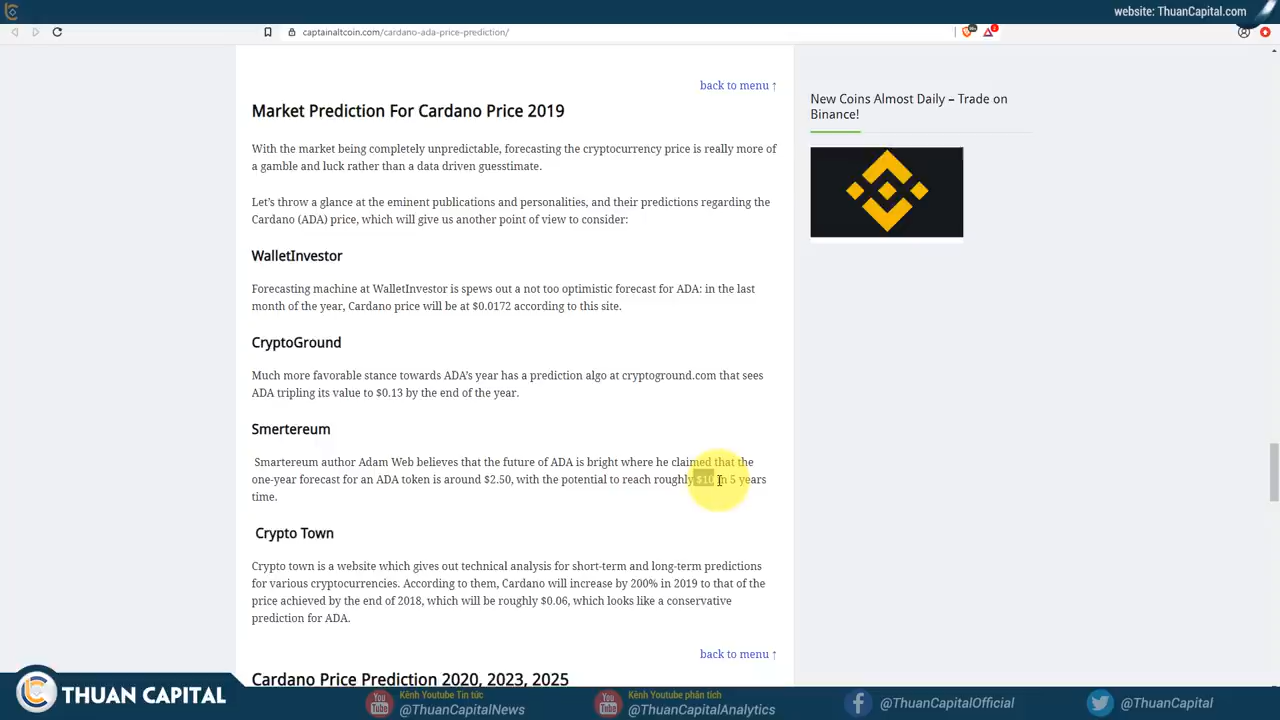 website: ThuanCapital.com
captainaltcoin.com/cardano-ada-price-prediction/
back to menu ↑
Market Prediction For Cardano Price 2019
With the market being completely unpredictable, forecasting the cryptocurrency price is really more of
a gamble and luck rather than a data driven guesstimate.
Let's throw a glance at the eminent publications and personalities, and their predictions regarding the
Cardano (ADA) price, which will give us another point of view to consider:
WalletInvestor
Forecasting machine at WalletInvestor is spews out a not too optimistic forecast for ADA: in the last
month of the year, Cardano price will be at $0.0172 according to this site.
CryptoGround
Much more favorable stance towards ADA's year has a prediction algo at cryptoground.com that sees
ADA tripling its value to $0.13 by the end of the year.
Smertereum
Smartereum author Adam Web believes that the future of ADA is bright where he claimed that the
one-year forecast for an ADA token is around $2.50, with the potential to reach roughly $10 in 5 years
time.
Crypto Town
Crypto town is a website which gives out technical analysis for short-term and long-term predictions
for various cryptocurrencies. According to them, Cardano will increase by 200% in 2019 to that of the
price achieved by the end of 2018, which will be roughly $0.06, which looks like a conservative
prediction for ADA.
back to menu ↑
Cardano Price Prediction 2020, 2023, 2025
New Coins Almost Daily – Trade on
Binance!
THUAN CAPITAL
You Tube
Kênh Youtube Tin tức
@ThuanCapitalNews
You Tube
Kênh Youtube phân tích
@ThuanCapitalAnalytics
@ThuanCapitalOfficial
@ThuanCapital